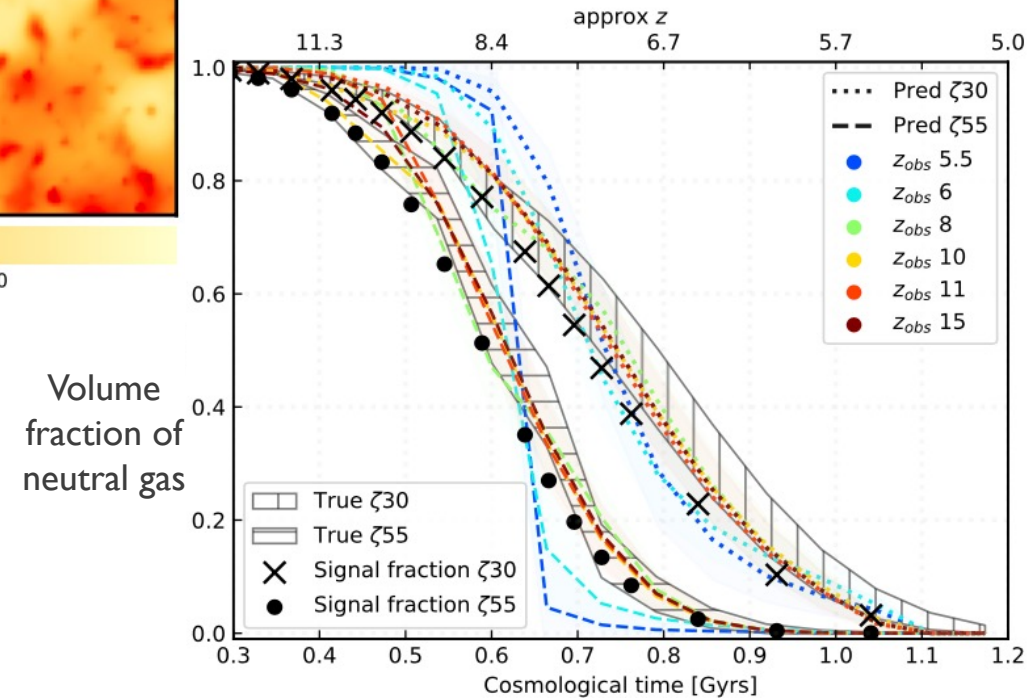 approx z
11.3 8.4 6.7 5.7 5.0
1.0
0.8
0.6
0.4
0.2
0.0
0
Volume
fraction of
neutral gas
Pred ζ30
Pred ζ55
z_obs 5.5
z_obs 6
z_obs 8
z_obs 10
z_obs 11
z_obs 15
True ζ30
True ζ55
Signal fraction ζ30
Signal fraction ζ55
0.3 0.4 0.5 0.6 0.7 0.8 0.9 1.0 1.1 1.2
Cosmological time [Gyrs]